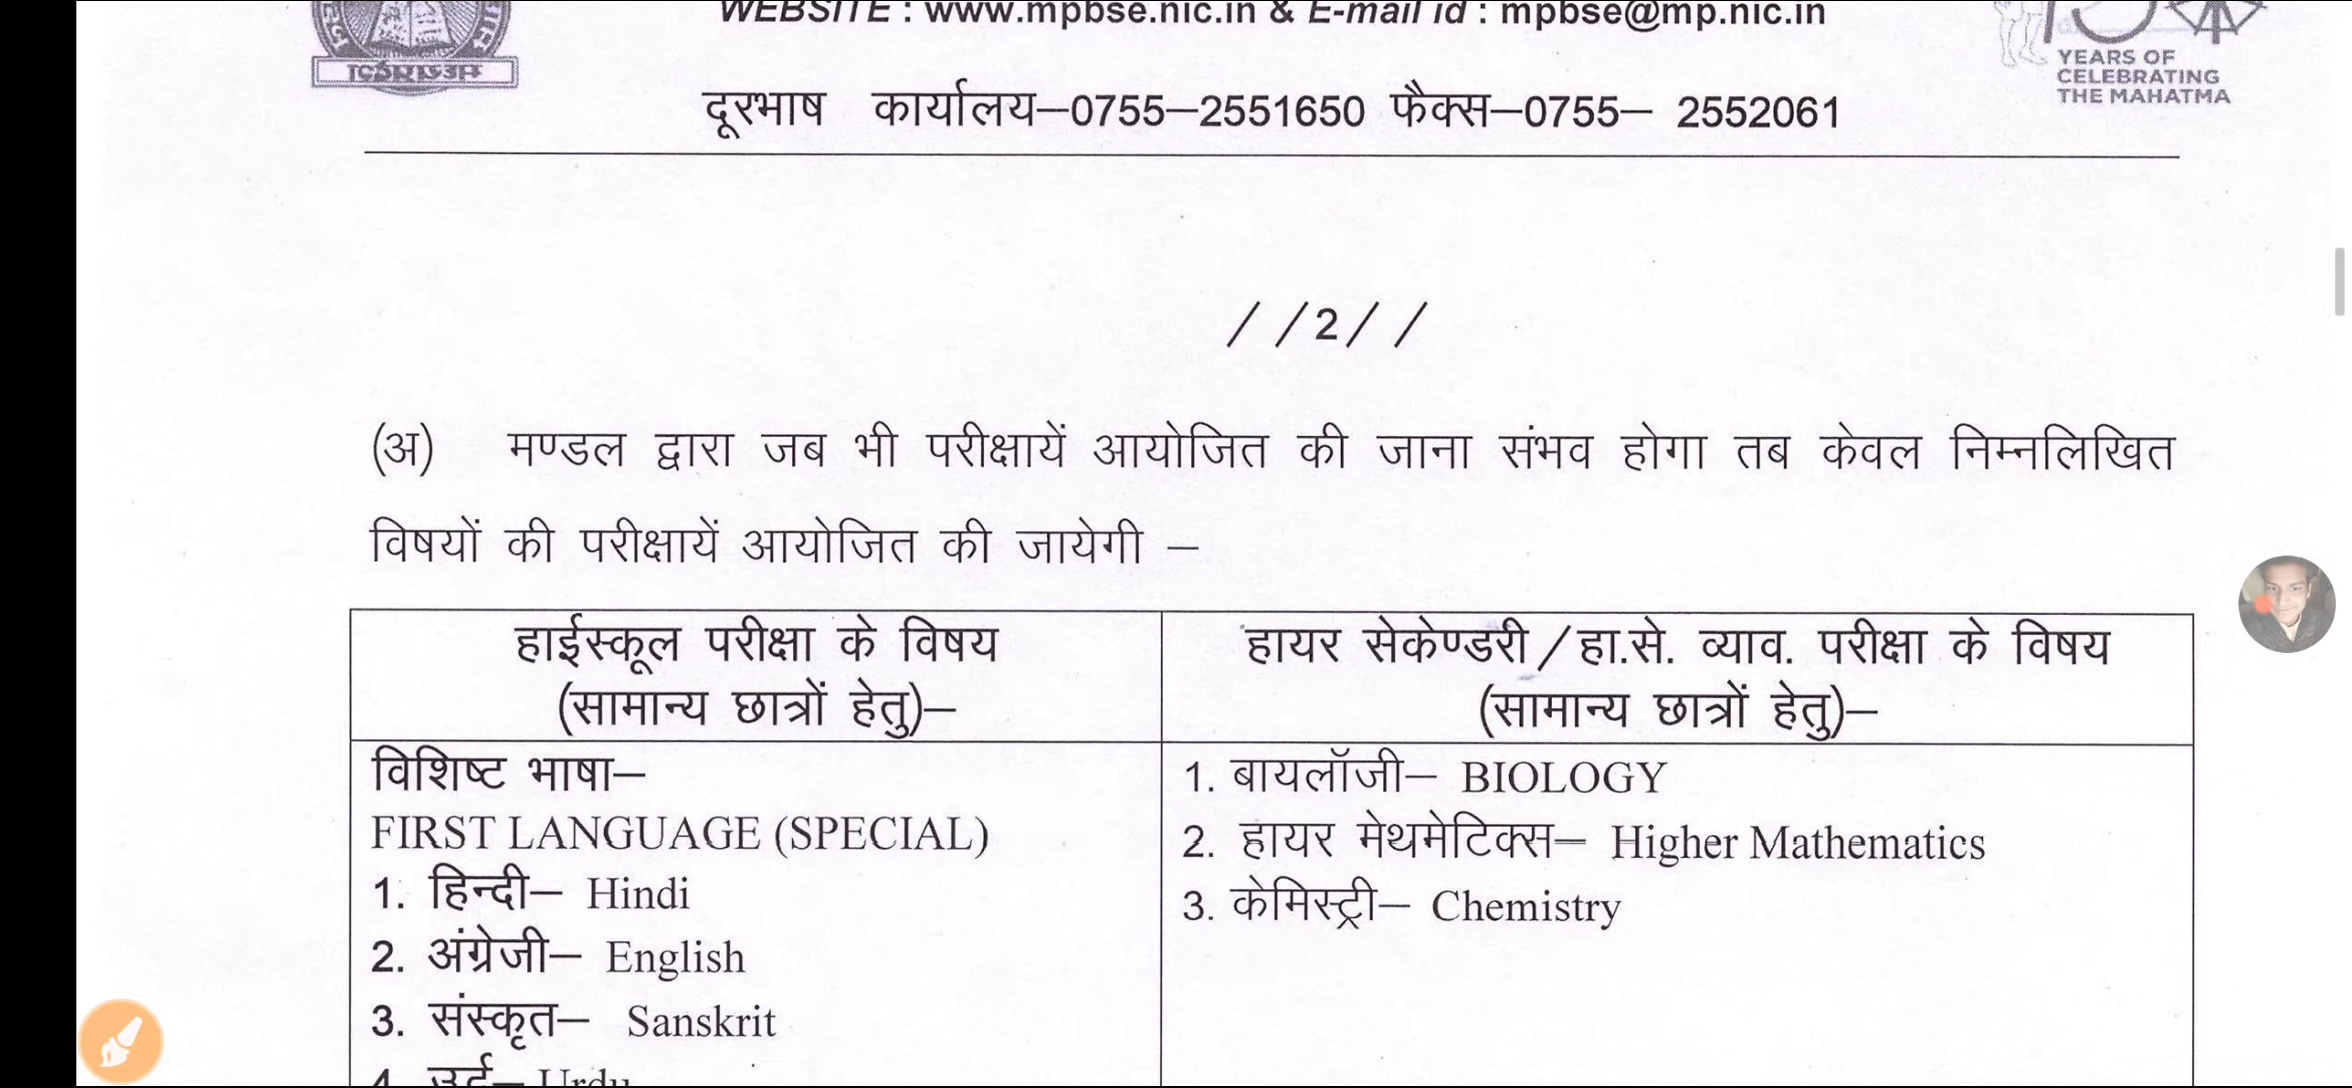 WEBSITE : www.mpbse.nic.in & E-mail id : mpbse@mp.nic.in
YEARS OF
CELEBRATING
THE MAHATMA
दूरभाष कार्यालय–0755–2551650 फैक्स–0755– 2552061
/ /2/ /
(अ) मण्डल द्वारा जब भी परीक्षायें आयोजित की जाना संभव होगा तब केवल निम्नलिखित
विषयों की परीक्षायें आयोजित की जायेगी –
हाईस्कूल परीक्षा के विषय
(सामान्य छात्रों हेतु)–
हायर सेकेण्डरी/हा.से. व्याव. परीक्षा के विषय
(सामान्य छात्रों हेतु)–
विशिष्ट भाषा–
FIRST LANGUAGE (SPECIAL)
1. हिन्दी– Hindi
2. अंग्रेजी– English
3. संस्कृत– Sanskrit
4. उर्दू– Urdu
1. बायलॉजी– BIOLOGY
2. हायर मेथमेटिक्स– Higher Mathematics
3. केमिस्ट्री– Chemistry